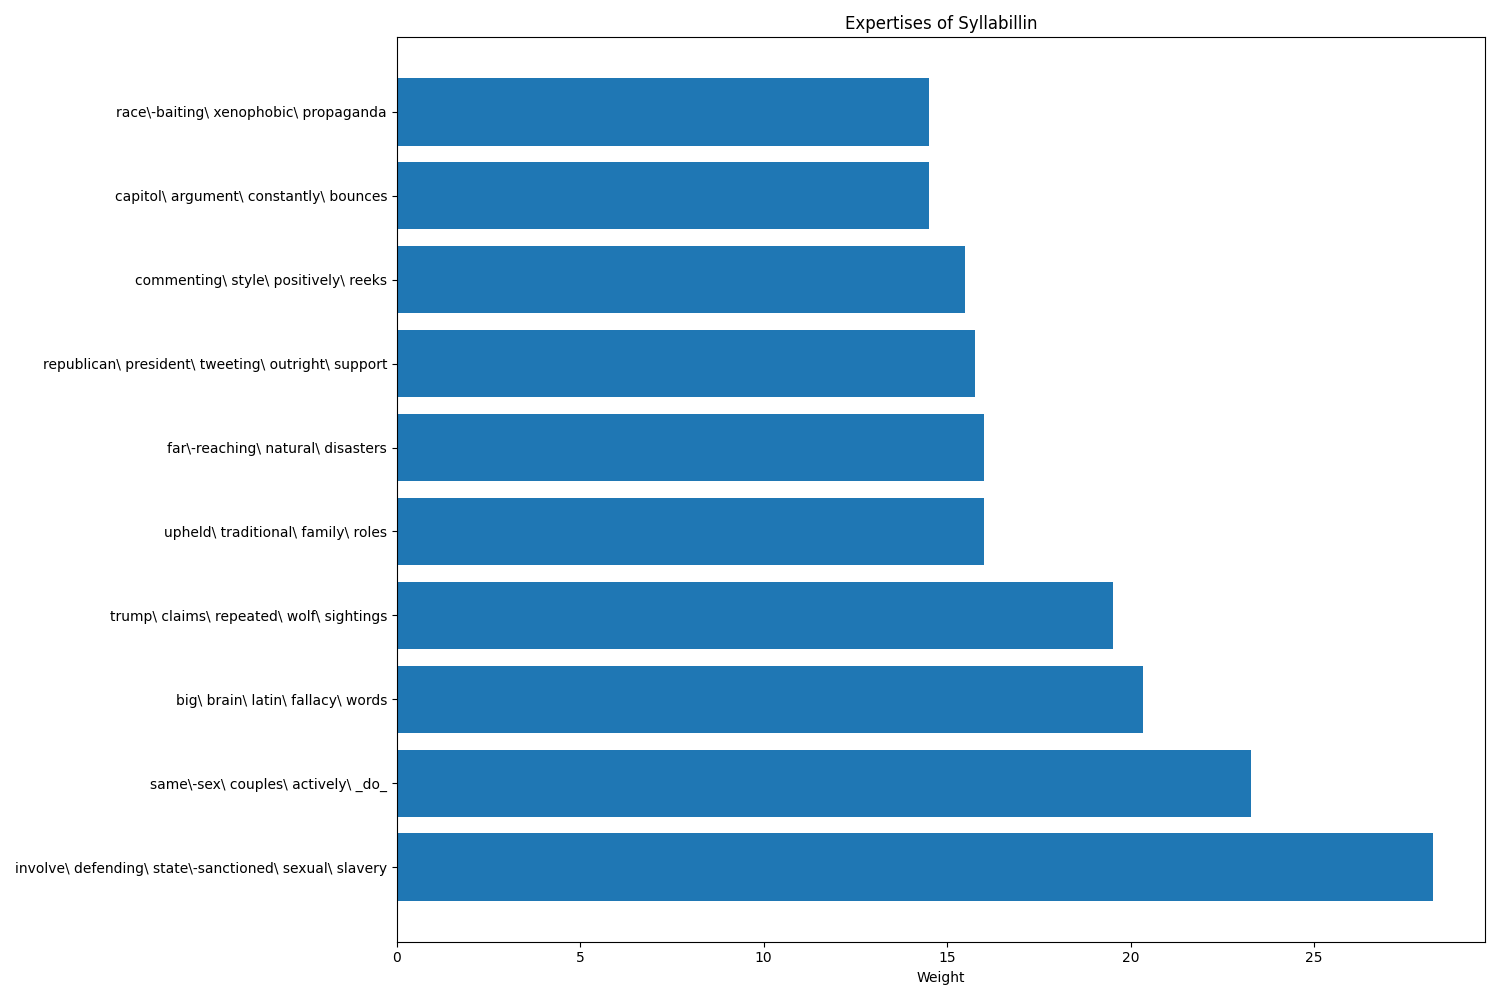 Expertises of Syllabillin
race\-baiting\ xenophobic\ propaganda
capitol\ argument\ constantly\ bounces
commenting\ style\ positively\ reeks
republican\ president\ tweeting\ outright\ support
far\-reaching\ natural\ disasters
upheld\ traditional\ family\ roles
trump\ claims\ repeated\ wolf\ sightings
big\ brain\ latin\ fallacy\ words
same\-sex\ couples\ actively\ _do_
involve\ defending\ state\-sanctioned\ sexual\ slavery
0 5 10 15 20 25
Weight